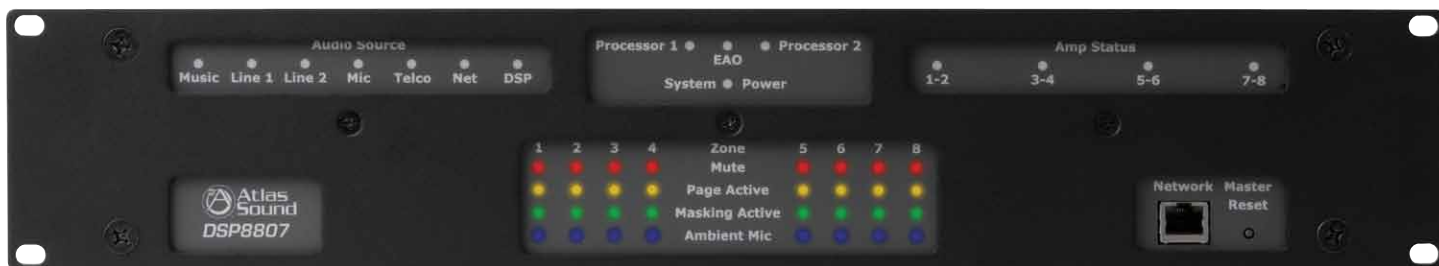 Audio Source
Music Line 1 Line 2 Mic Telco Net DSP
Processor 1 Processor 2
EAO
System Power
Amp Status
1-2 3-4 5-6 7-8
1 2 3 4 Zone 5 6 7 8
Mute
Page Active
Masking Active
Ambient Mic
Atlas
Sound
DSP8807
Network Master
Reset